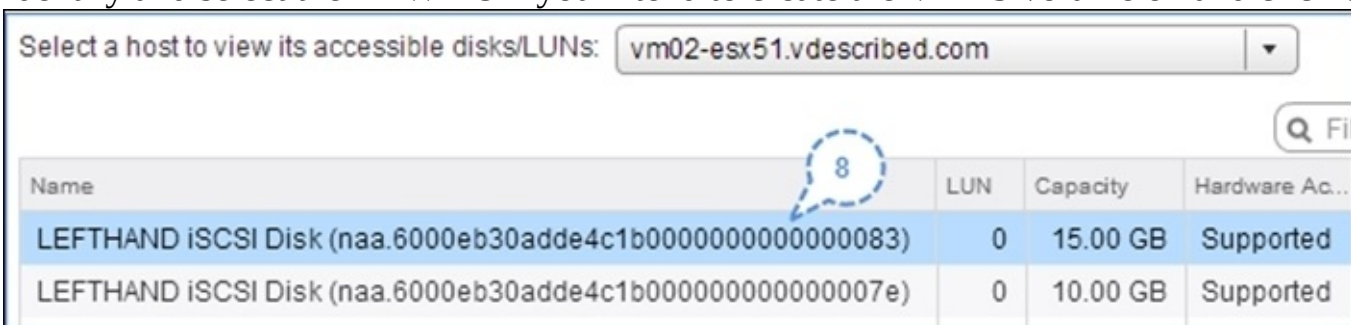 Select a host to view its accessible disks/LUNs: vm02-esx51.vdescribed.com
Fi
8
Name LUN Capacity Hardware Ac...
LEFTHAND iSCSI Disk (naa.6000eb30adde4c1b0000000000000083) 0 15.00 GB Supported
LEFTHAND iSCSI Disk (naa.6000eb30adde4c1b000000000000007e) 0 10.00 GB Supported